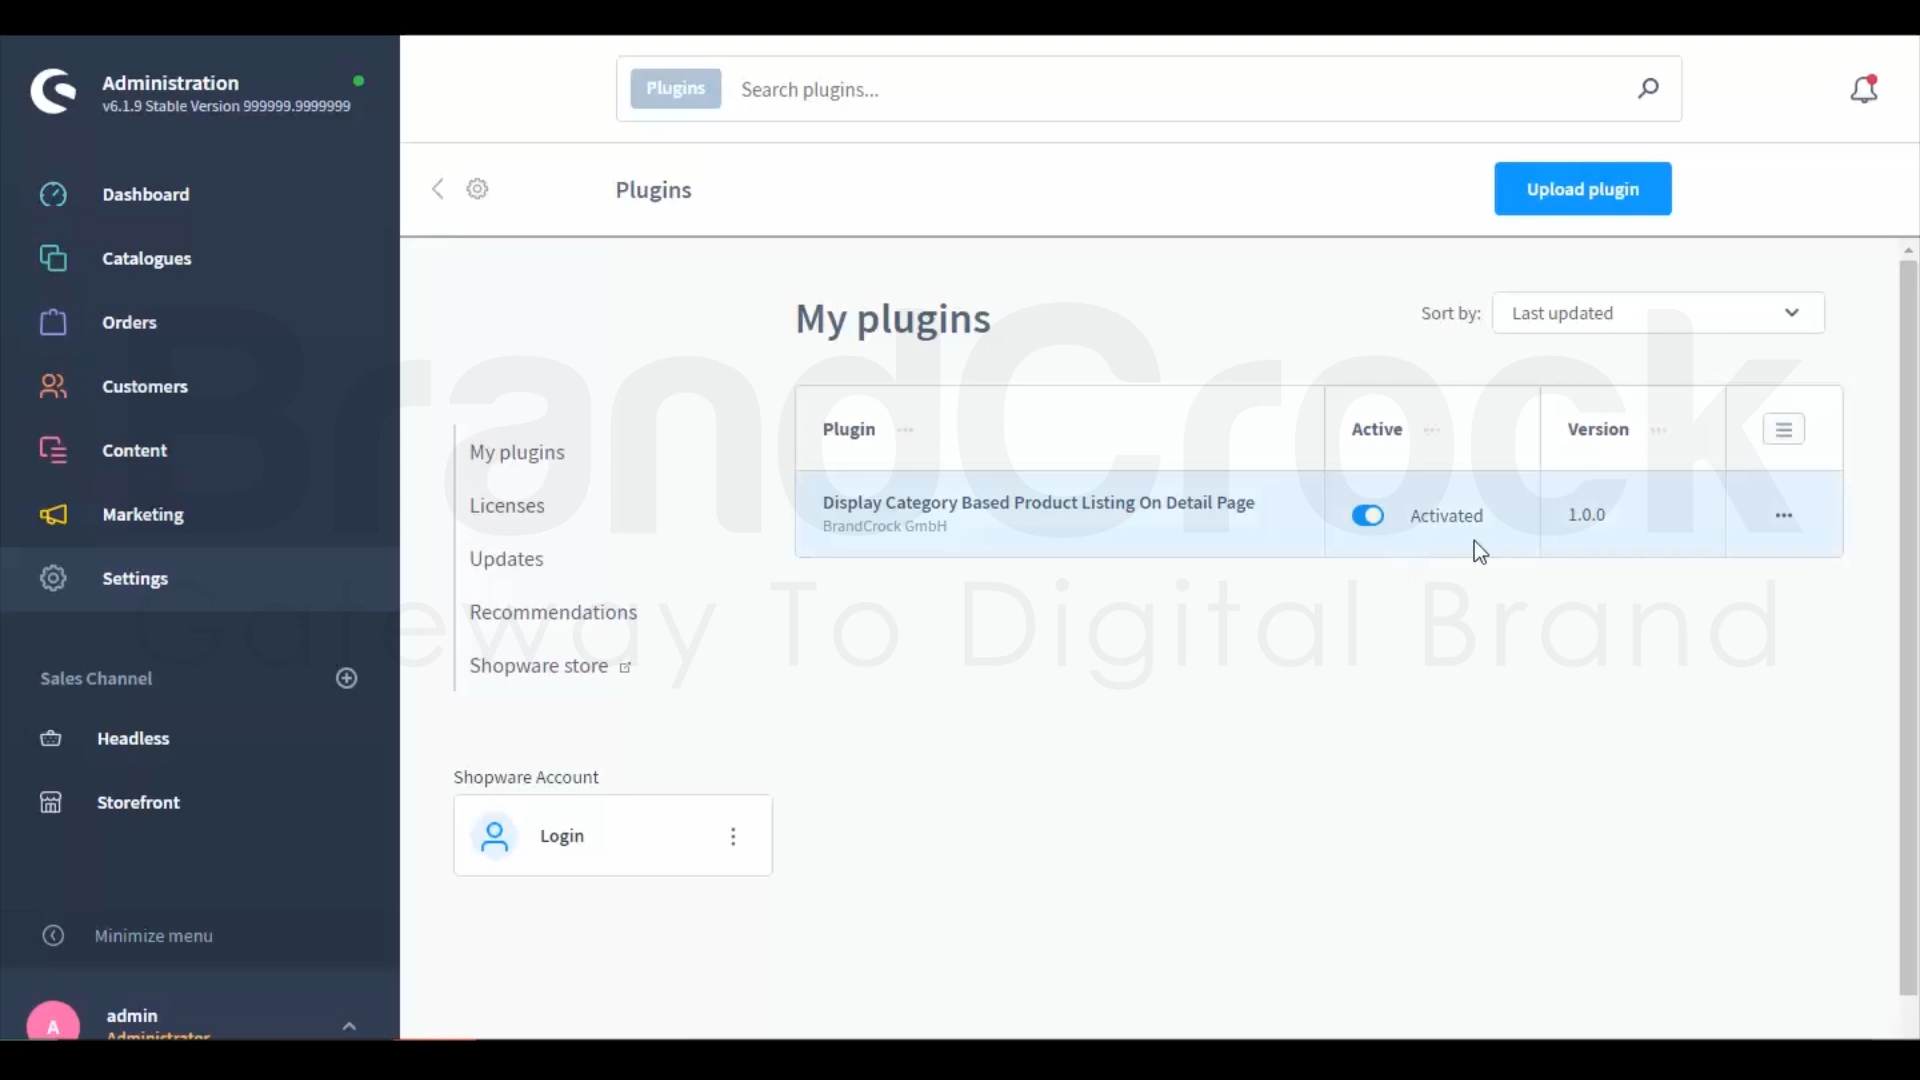 Administration
v6.1.9 Stable Version 999999.9999999
Plugins
Search plugins...
Dashboard
Catalogues
Orders
Customers
Content
Marketing
Settings
Sales Channel
Headless
Storefront
Minimize menu
A
admin
Administrator
Plugins
Upload plugin
My plugins
Licenses
Updates
Recommendations
Shopware store
Shopware Account
Login
My plugins
Sort by:
Last updated
Plugin
Active
Version
Display Category Based Product Listing On Detail Page
BrandCrock GmbH
Activated
1.0.0
BrandCrock
Gateway To Digital Brand